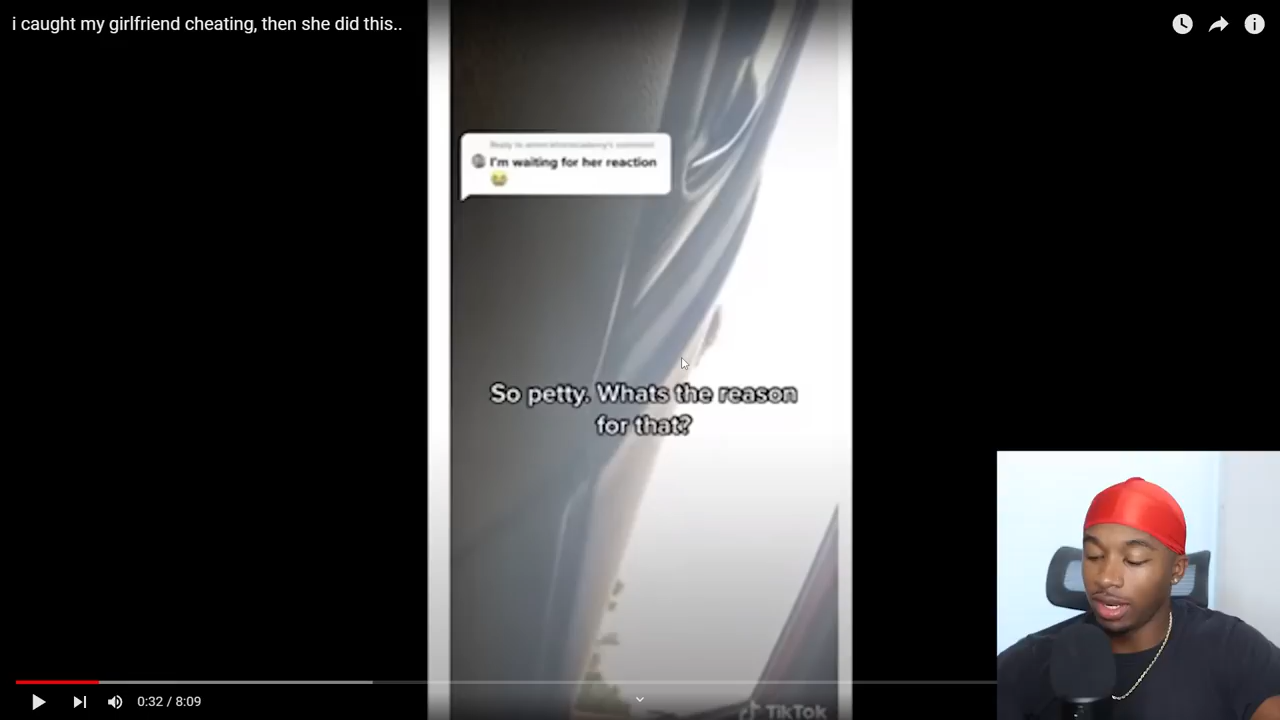 i caught my girlfriend cheating, then she did this..
I'm waiting for her reaction
So petty. Whats the reason
for that?
0:32 / 8:09
TikTok